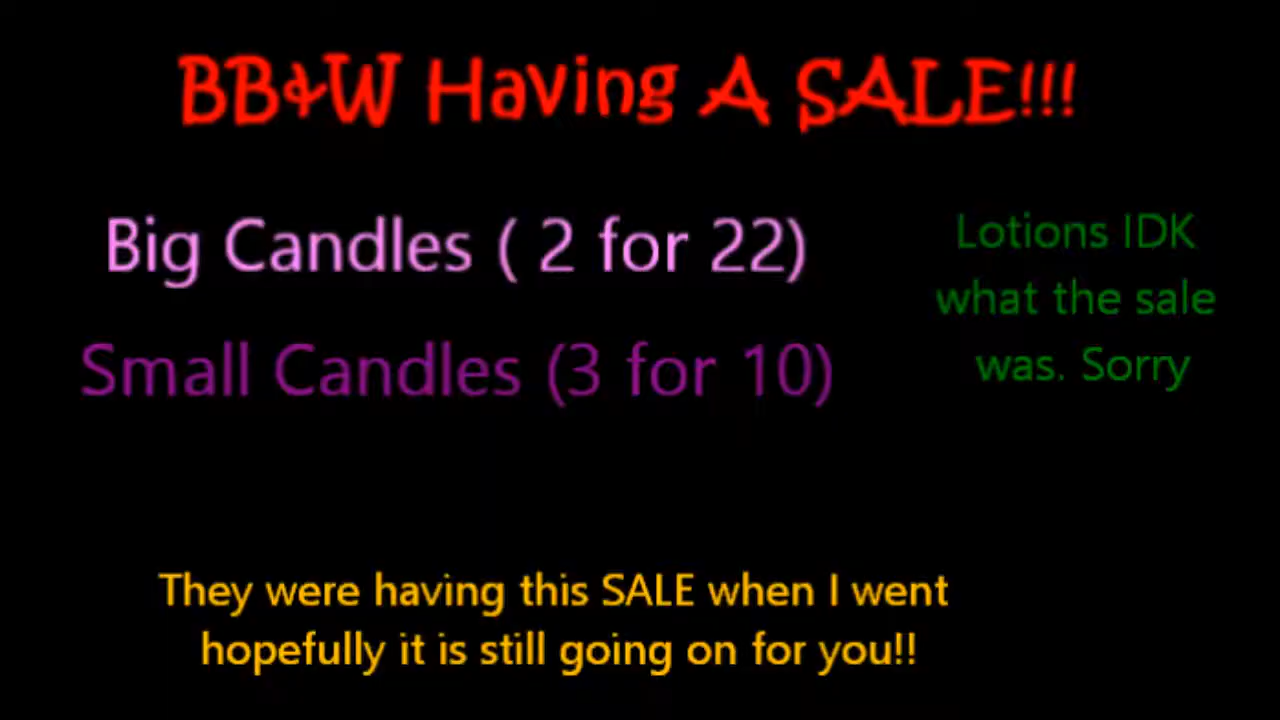 BB&W Having A SALE!!!
Big Candles ( 2 for 22)
Small Candles (3 for 10)
Lotions IDK
what the sale
was. Sorry
They were having this SALE when I went
hopefully it is still going on for you!!